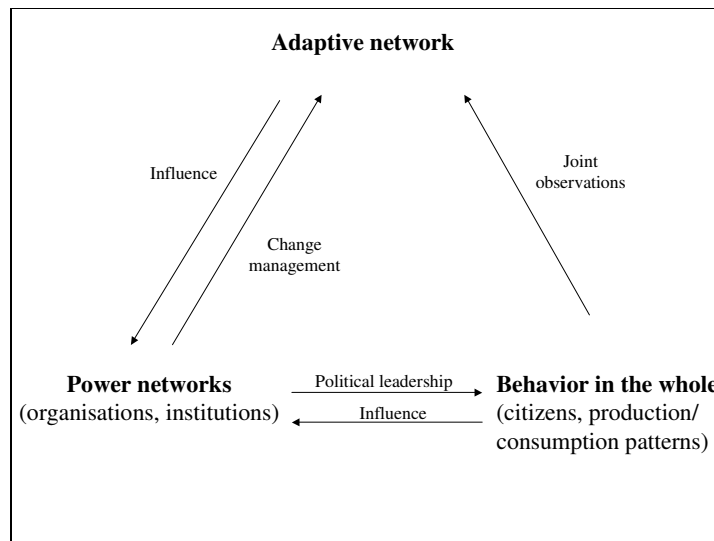 Adaptive network
Influence
Joint
observations
Change
management
Power networks
(organisations, institutions)
Political leadership
Influence
Behavior in the whole
(citizens, production/
consumption patterns)